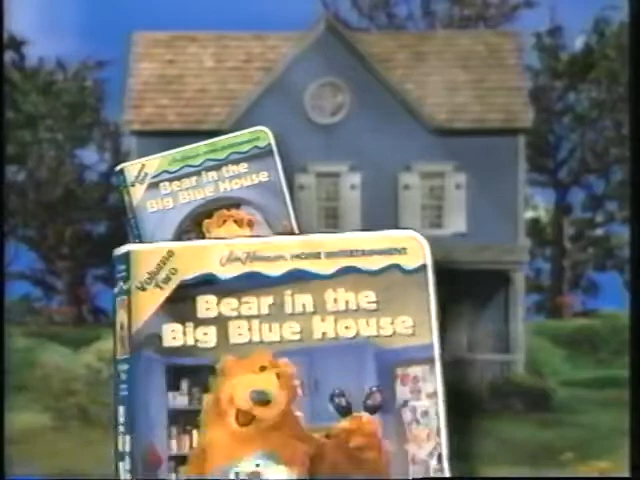 Bear in the
Big Blue House
Jim Henson HOME ENTERTAINMENT
Volume
Two
Bear in the
Big Blue House